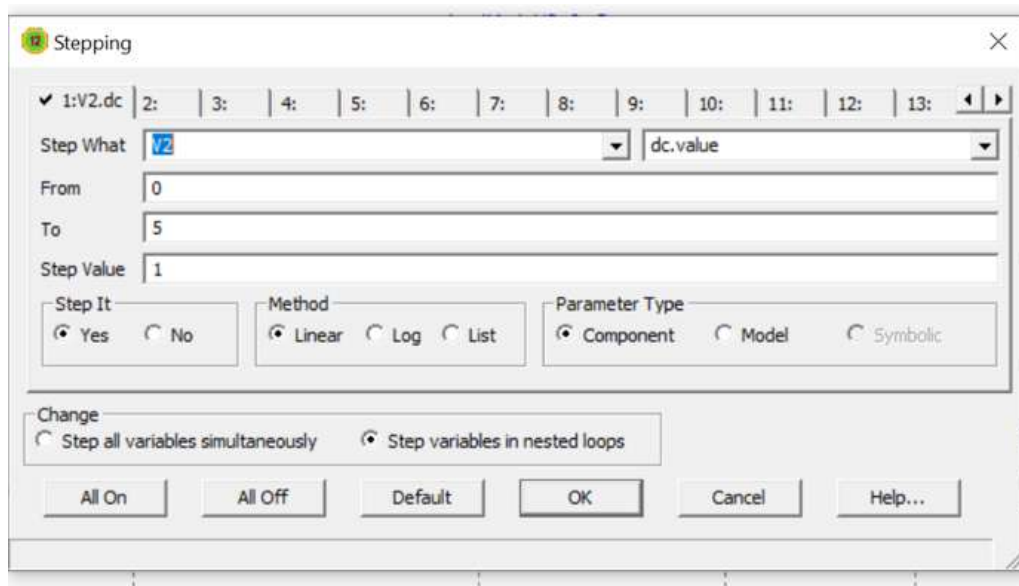 12 Stepping
1:V2.dc 2: 3: 4: 5: 6: 7: 8: 9: 10: 11: 12: 13:
Step What V2 dc.value
From 0
To 5
Step Value 1
Step It Method Parameter Type
Yes No Linear Log List Component Model Symbolic
Change
Step all variables simultaneously Step variables in nested loops
All On All Off Default OK Cancel Help...